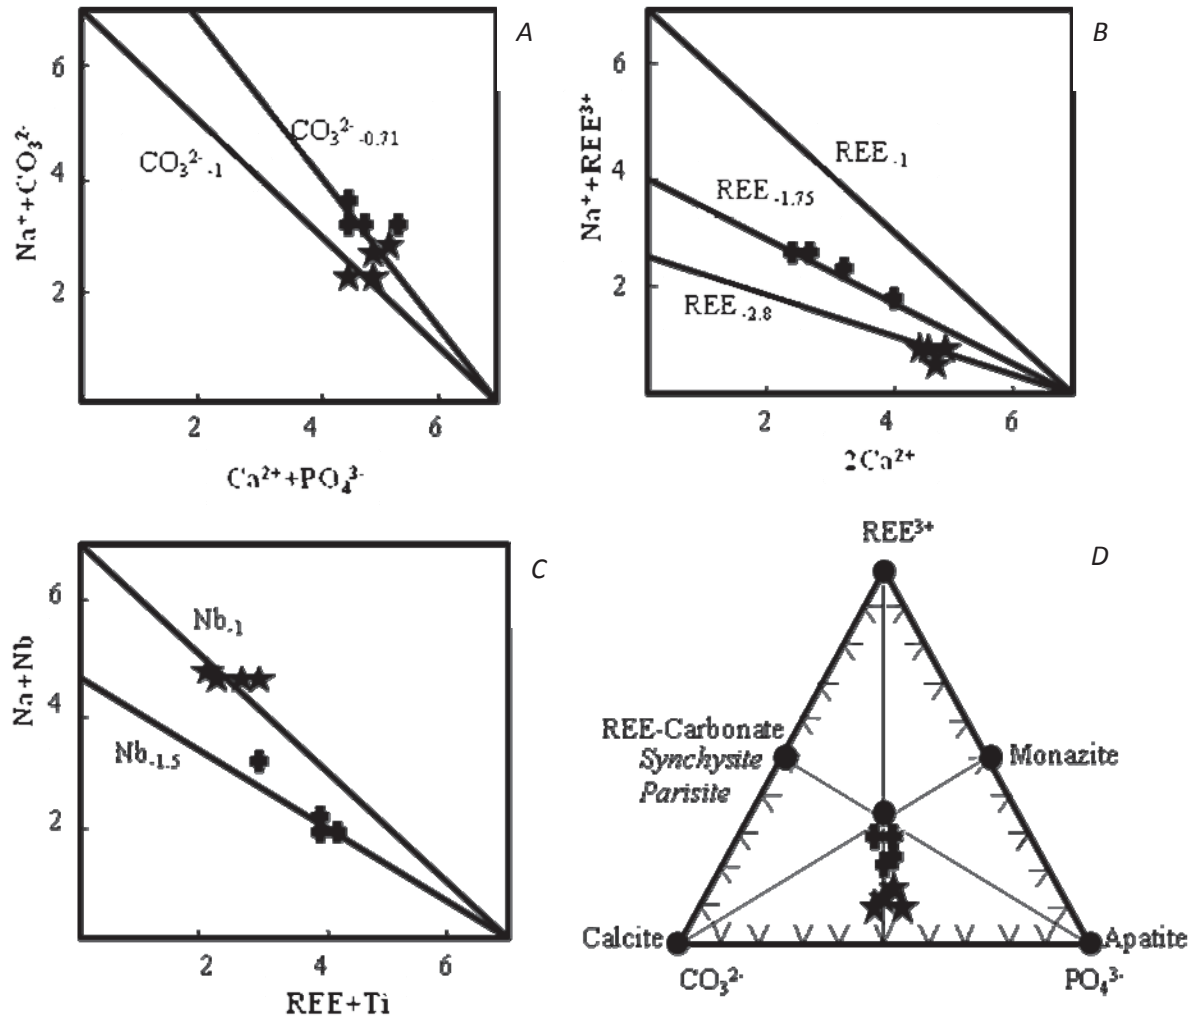 A
6
4
2
Na⁺+CO₃²⁻
CO₃²⁻-0.71
CO₃²⁻-1
2
4
6
Ca²⁺+PO₄³⁻
B
6
4
2
Na⁺+REE³⁺
REE-1
REE-1.75
REE-2.8
2
4
6
2Ca²⁺
C
6
4
2
Na+Nb
Nb-1
Nb-1.5
2
4
6
REE+Ti
D
REE³⁺
REE-Carbonate
Synchysite
Parisite
Monazite
Calcite
Apatite
CO₃²⁻
PO₄³⁻